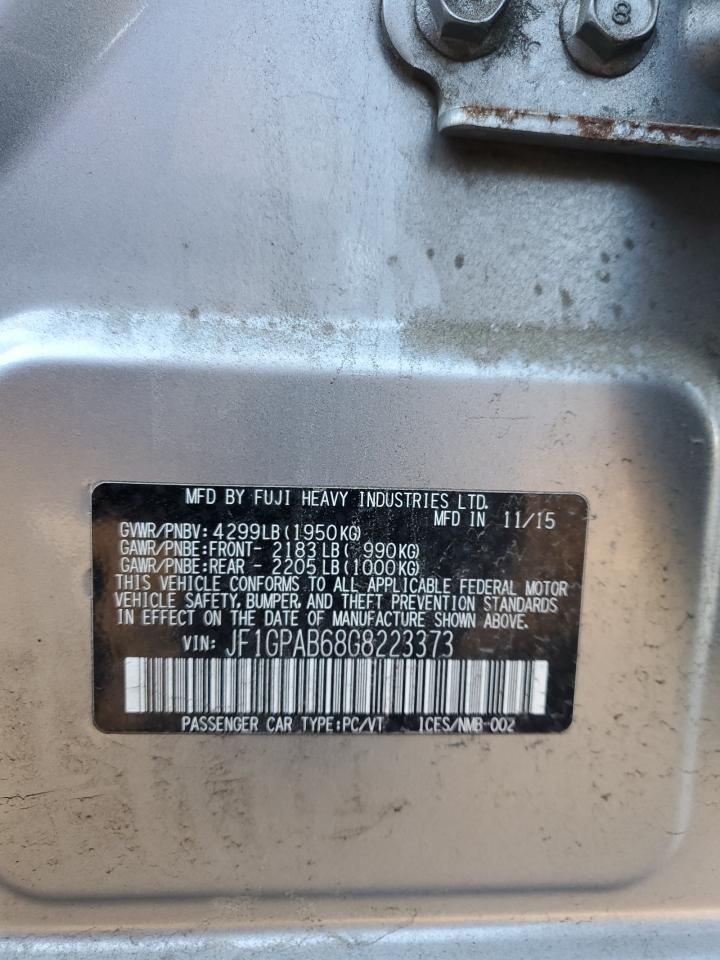 8
MFD BY FUJI HEAVY INDUSTRIES LTD.
MFD IN 11/15
GVWR/PNBV: 4299LB (1950KG)
GAWR/PNBE:FRONT- 2183 LB ( 990KG)
GAWR/PNBE:REAR - 2205 LB (1000KG)
THIS VEHICLE CONFORMS TO ALL APPLICABLE FEDERAL MOTOR
VEHICLE SAFETY, BUMPER, AND THEFT PREVENTION STANDARDS
IN EFFECT ON THE DATE OF MANUFACTURE SHOWN ABOVE.
VIN: JF1GPAB68G8223373
PASSENGER CAR TYPE:PC/VT ICES/NMB-002